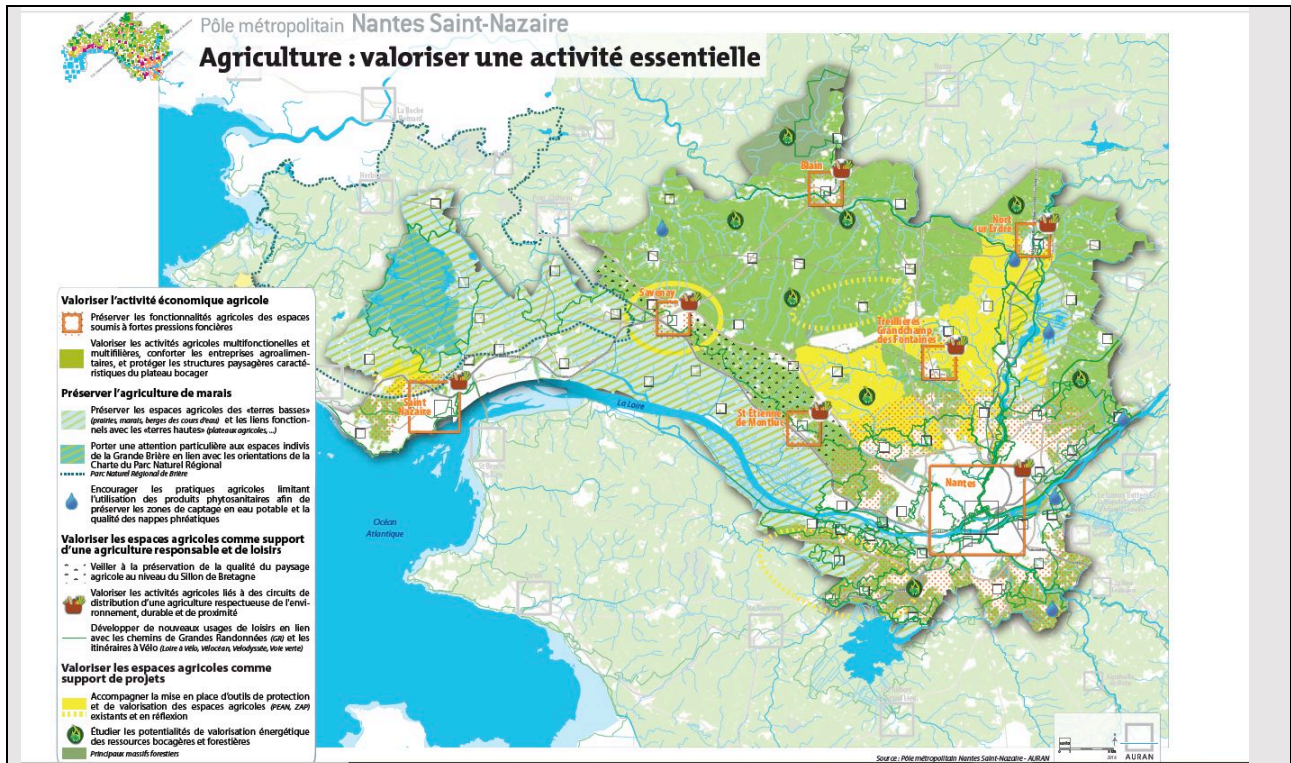 Pôle métropolitain Nantes Saint-Nazaire
Agriculture : valoriser une activité essentielle
La Roche
Bernard
Herbignac
Blain
Nort
sur Erdre
Savenay
Treillières
Grandchamp
des Fontaines
Saint
Nazaire
La Loire
St Etienne
de Montluc
Nantes
Océan
Atlantique
Valoriser l'activité économique agricole
Préserver les fonctionnalités agricoles des espaces
soumis à fortes pressions foncières
Valoriser les activités agricoles multifonctionelles et
multifilières, conforter les entreprises agroalimen-
taires, et protéger les structures paysagères caracté-
ristiques du plateau bocager
Préserver l'agriculture de marais
Préserver les espaces agricoles des «terres basses»
(prairies, marais, berges des cours d'eau) et les liens fonction-
nels avec les «terres hautes» (plateaux agricoles, ...)
Porter une attention particulière aux espaces indivis
de la Grande Brière en lien avec les orientations de la
Charte du Parc Naturel Régional
Parc Naturel Régional de Brière
Encourager les pratiques agricoles limitant
l'utilisation des produits phytosanitaires afin de
préserver les zones de captage en eau potable et la
qualité des nappes phréatiques
Valoriser les espaces agricoles comme support
d'une agriculture responsable et de loisirs
Veiller à la préservation de la qualité du paysage
agricole au niveau du Sillon de Bretagne
Valoriser les activités agricoles liés à des circuits de
distribution d'une agriculture respectueuse de l'envi-
ronnement, durable et de proximité
Développer de nouveaux usages de loisirs en lien
avec les chemins de Grandes Randonnées (GR) et les
itinéraires à Vélo (Loire à Vélo, Vélocéan, Velodyssée, Voie verte)
Valoriser les espaces agricoles comme
support de projets
Accompagner la mise en place d'outils de protection
et de valorisation des espaces agricoles (PEAN, ZAP)
existants et en réflexion
Étudier les potentialités de valorisation énergétique
des ressources bocagères et forestières
Principaux massifs forestiers
Source : Pôle métropolitain Nantes Saint-Nazaire - AURAN
AURAN